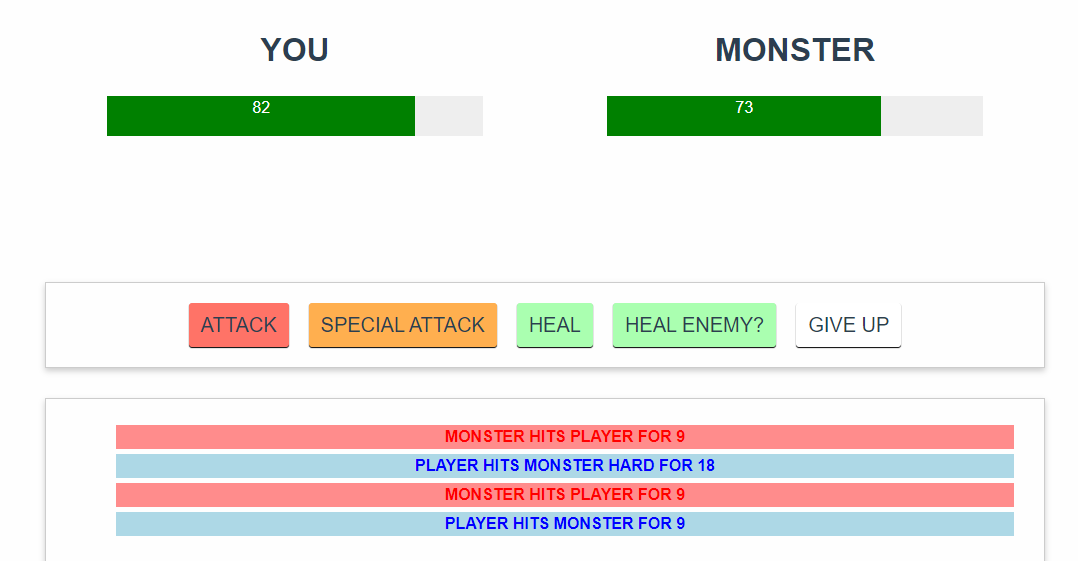 YOU
MONSTER
82
73
ATTACK
SPECIAL ATTACK
HEAL
HEAL ENEMY?
GIVE UP
MONSTER HITS PLAYER FOR 9
PLAYER HITS MONSTER HARD FOR 18
MONSTER HITS PLAYER FOR 9
PLAYER HITS MONSTER FOR 9